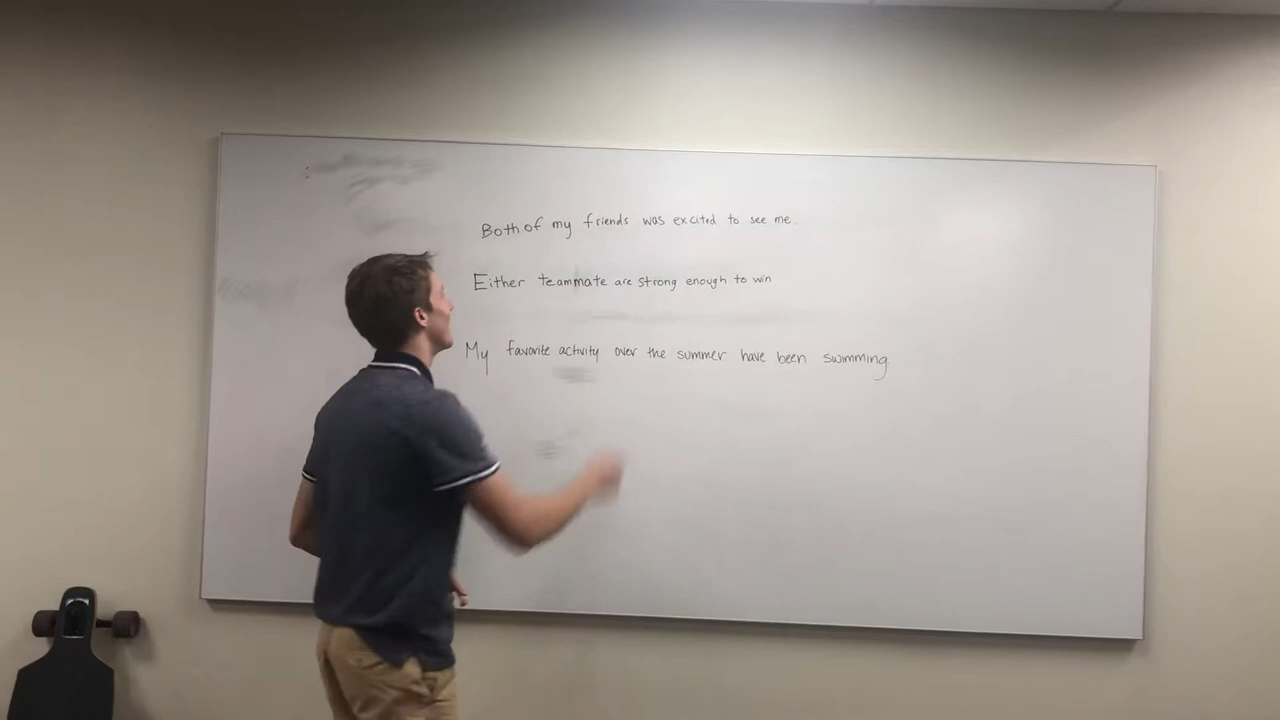 Both of my friends was excited to see me.
Either teammate are strong enough to win
My favorite activity over the summer have been swimming